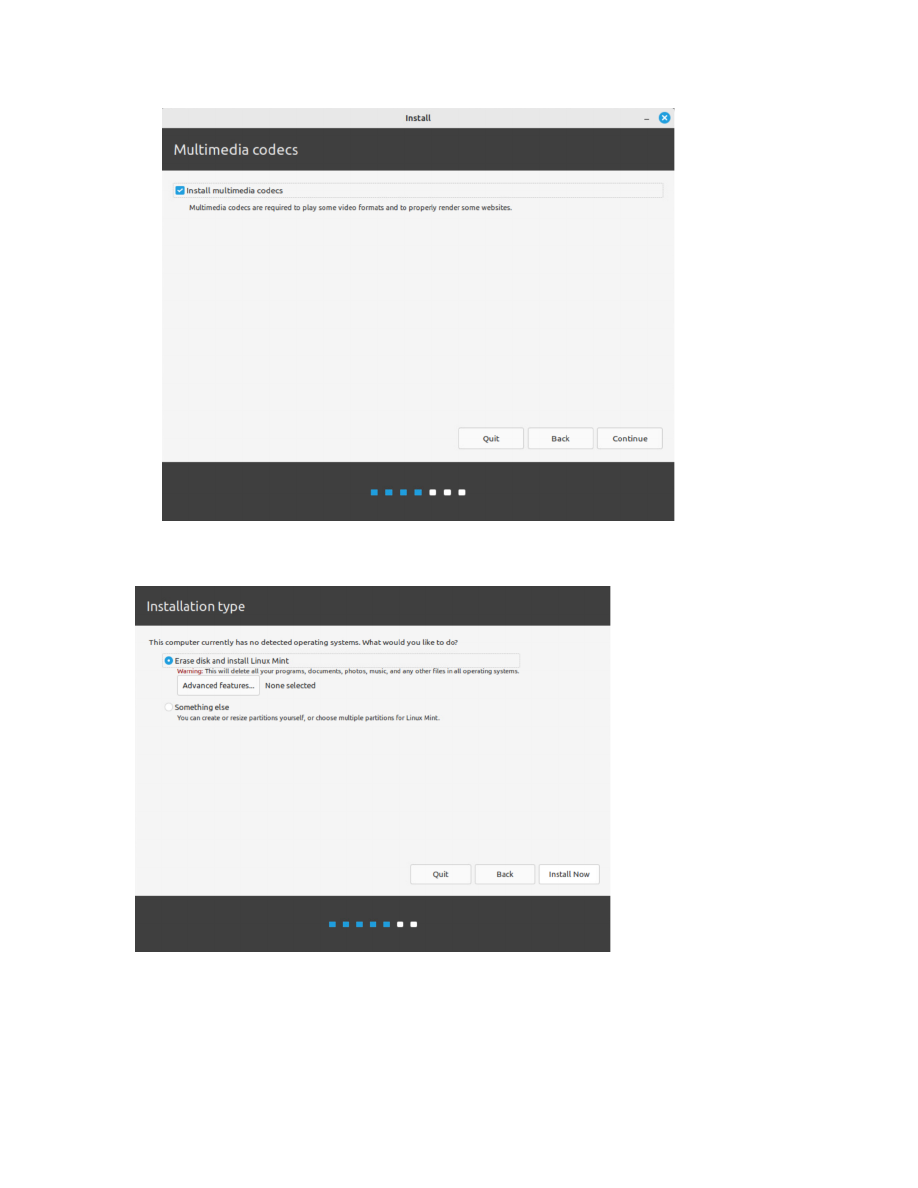 Install
Multimedia codecs
Install multimedia codecs
Multimedia codecs are required to play some video formats and to properly render some websites.
Quit Back Continue
Installation type
This computer currently has no detected operating systems. What would you like to do?
Erase disk and install Linux Mint
Warning: This will delete all your programs, documents, photos, music, and any other files in all operating systems.
Advanced features... None selected
Something else
You can create or resize partitions yourself, or choose multiple partitions for Linux Mint.
Quit Back Install Now